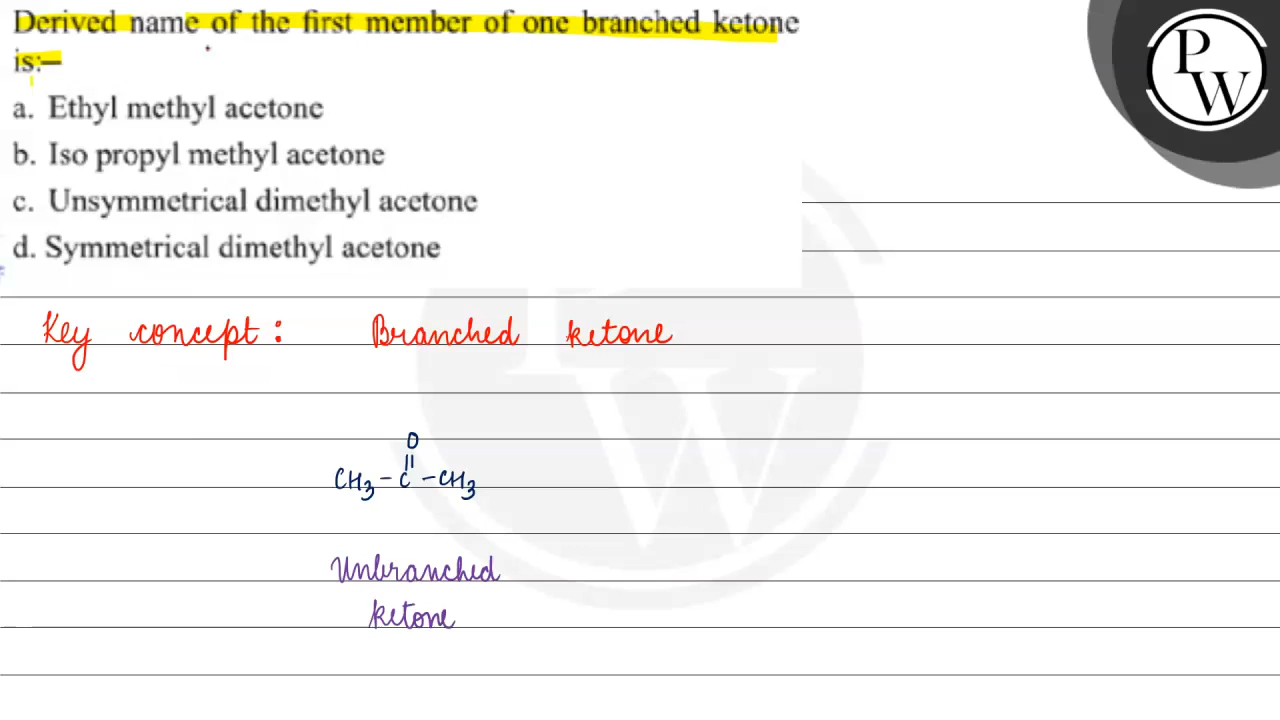 Derived name of the first member of one branched ketone
is:–
a. Ethyl methyl acetone
b. Iso propyl methyl acetone
c. Unsymmetrical dimethyl acetone
d. Symmetrical dimethyl acetone
PW
Key concept : Branched ketone
O
||
CH3 – C – CH3
Unbranched
ketone